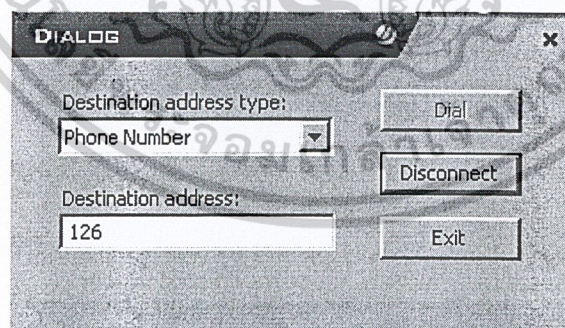 DIALOG
Destination address type:
Phone Number
Dial
Disconnect
Destination address:
126
Exit